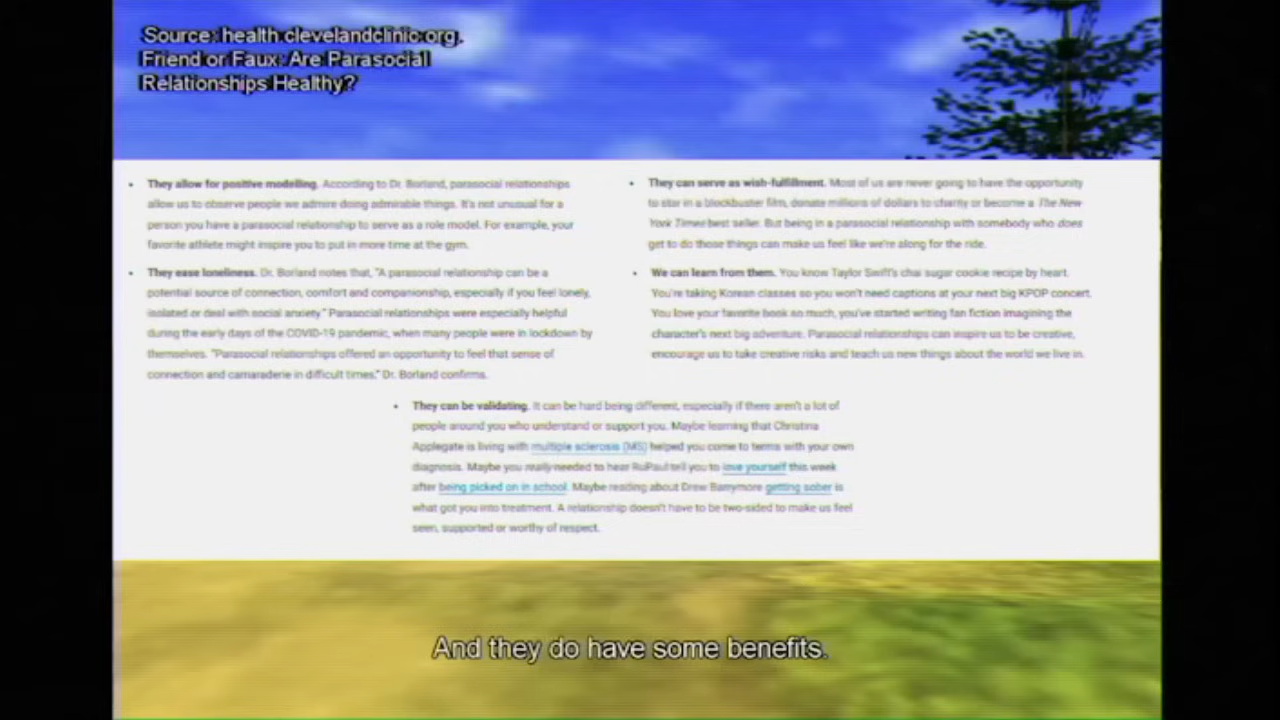 Source: health.clevelandclinic.org.
Friend or Faux: Are Parasocial
Relationships Healthy?
• They allow for positive modelling. According to Dr. Borland, parasocial relationships
allow us to observe people we admire doing admirable things. It's not unusual for a
person you have a parasocial relationship to serve as a role model. For example, your
favorite athlete might inspire you to put in more time at the gym.
• They ease loneliness. Dr. Borland notes that, "A parasocial relationship can be a
potential source of connection, comfort and companionship, especially if you feel lonely,
isolated or deal with social anxiety." Parasocial relationships were especially helpful
during the early days of the COVID-19 pandemic, when many people were in lockdown by
themselves. "Parasocial relationships offered an opportunity to feel that sense of
connection and camaraderie in difficult times," Dr. Borland confirms.
• They can serve as wish-fulfillment. Most of us are never going to have the opportunity
to star in a blockbuster film, donate millions of dollars to charity or become a The New
York Times best seller. But being in a parasocial relationship with somebody who does
get to do those things can make us feel like we're along for the ride.
• We can learn from them. You know Taylor Swift's chai sugar cookie recipe by heart.
You're taking Korean classes so you won't need captions at your next big KPOP concert.
You love your favorite book so much, you've started writing fan fiction imagining the
character's next big adventure. Parasocial relationships can inspire us to be creative,
encourage us to take creative risks and teach us new things about the world we live in.
• They can be validating. It can be hard being different, especially if there aren't a lot of
people around you who understand or support you. Maybe learning that Christina
Applegate is living with multiple sclerosis (MS) helped you come to terms with your own
diagnosis. Maybe you really needed to hear RuPaul tell you to love yourself this week
after being picked on in school. Maybe reading about Drew Barrymore getting sober is
what got you into treatment. A relationship doesn't have to be two-sided to make us feel
seen, supported or worthy of respect.
And they do have some benefits.